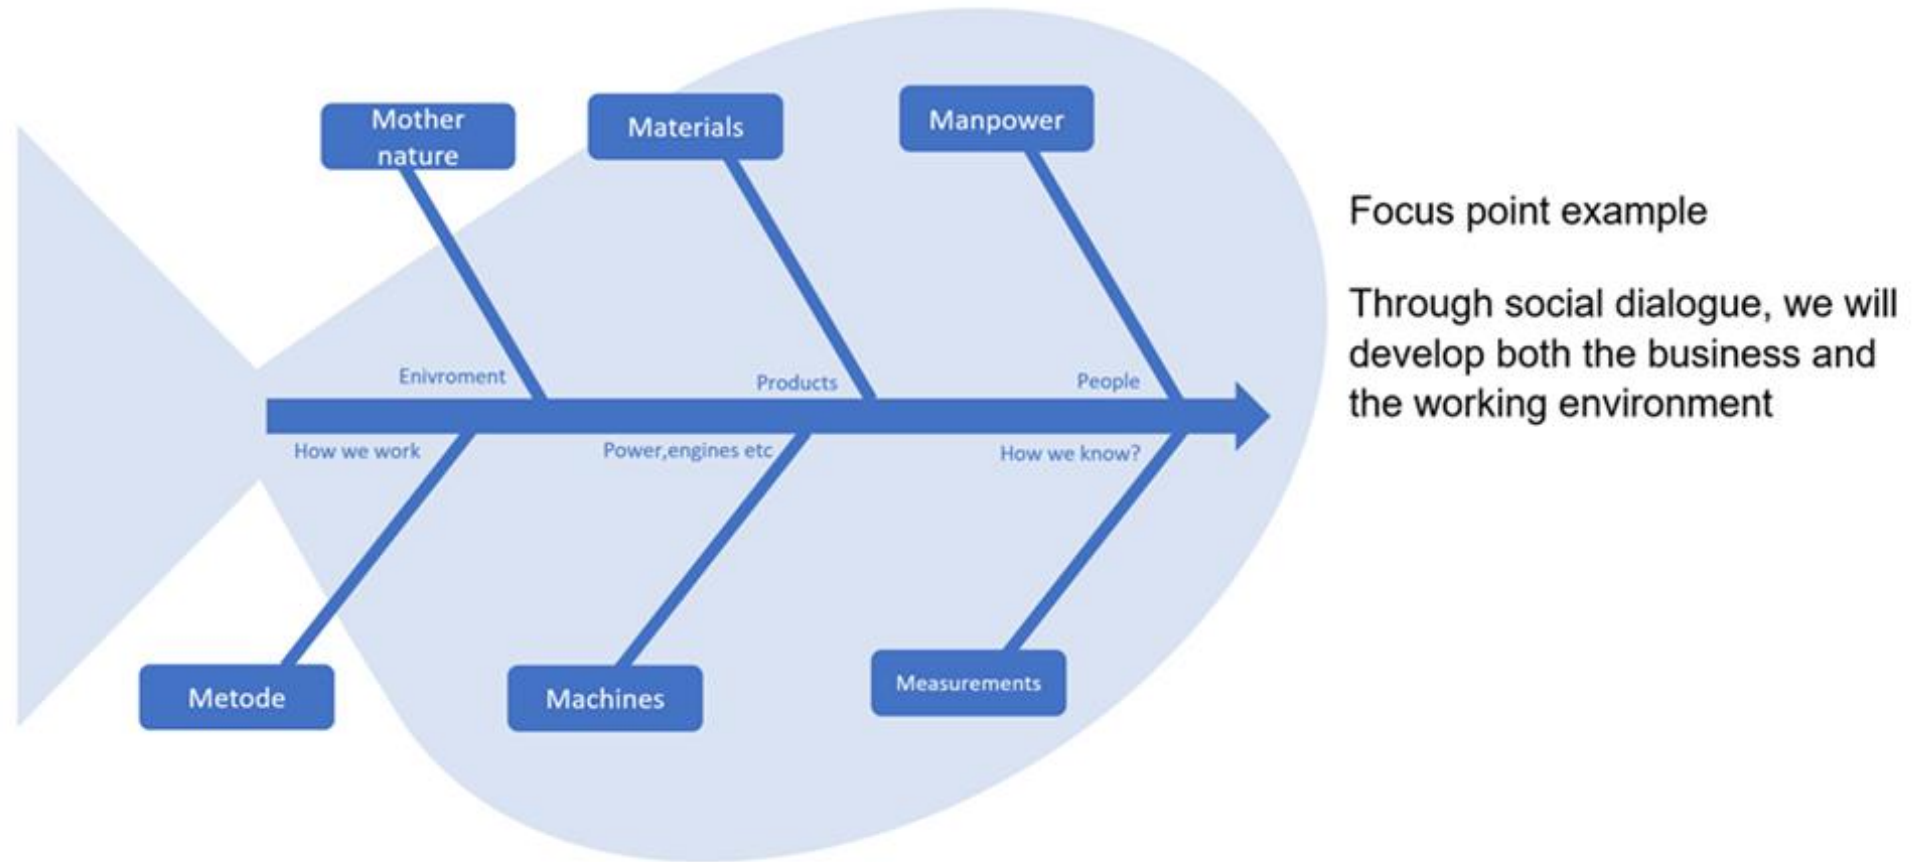 Mother
nature
Materials
Manpower
Enivroment
Products
People
How we work
Power,engines etc
How we know?
Metode
Machines
Measurements
Focus point example
Through social dialogue, we will
develop both the business and
the working environment